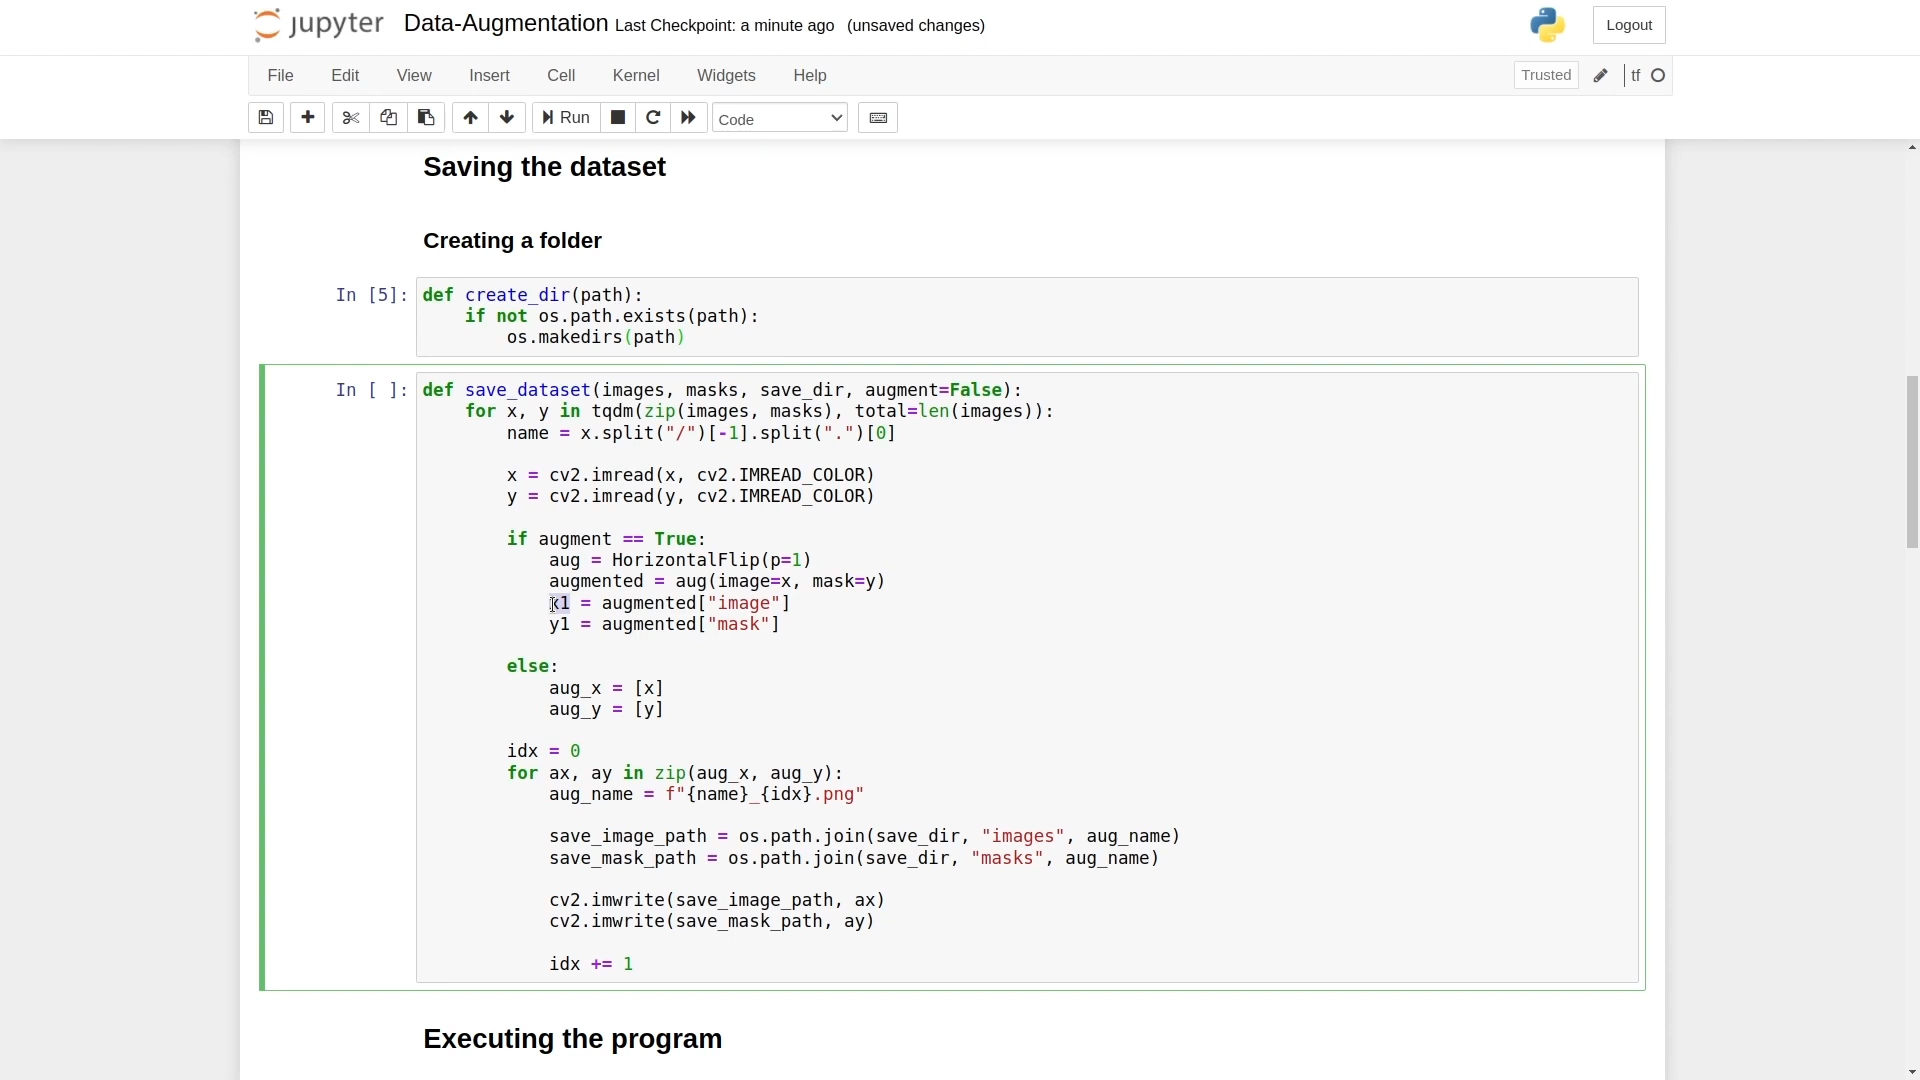 jupyter Data-Augmentation Last Checkpoint: a minute ago (unsaved changes) Logout
File Edit View Insert Cell Kernel Widgets Help Trusted tf
Run Code
Saving the dataset
Creating a folder
In [5]: def create_dir(path):
if not os.path.exists(path):
os.makedirs(path)
In [ ]: def save_dataset(images, masks, save_dir, augment=False):
for x, y in tqdm(zip(images, masks), total=len(images)):
name = x.split("/")[-1].split(".")[0]
x = cv2.imread(x, cv2.IMREAD_COLOR)
y = cv2.imread(y, cv2.IMREAD_COLOR)
if augment == True:
aug = HorizontalFlip(p=1)
augmented = aug(image=x, mask=y)
x1 = augmented["image"]
y1 = augmented["mask"]
else:
aug_x = [x]
aug_y = [y]
idx = 0
for ax, ay in zip(aug_x, aug_y):
aug_name = f"{name}_{idx}.png"
save_image_path = os.path.join(save_dir, "images", aug_name)
save_mask_path = os.path.join(save_dir, "masks", aug_name)
cv2.imwrite(save_image_path, ax)
cv2.imwrite(save_mask_path, ay)
idx += 1
Executing the program